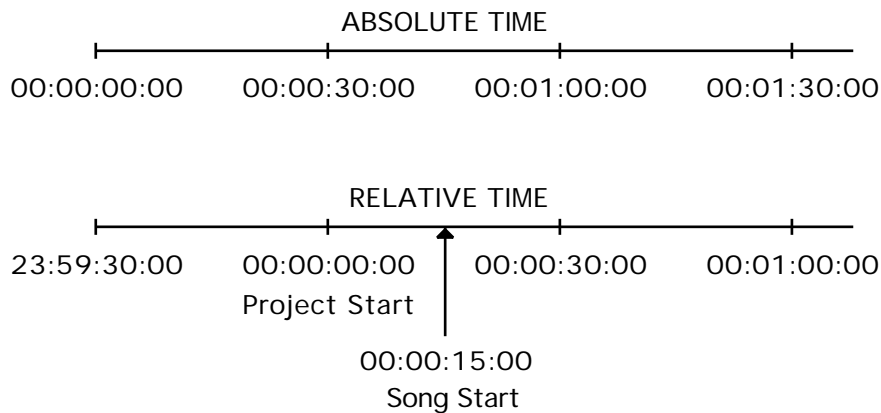 ABSOLUTE TIME
00:00:00:00 00:00:30:00 00:01:00:00 00:01:30:00
RELATIVE TIME
23:59:30:00 00:00:00:00 00:00:30:00 00:01:00:00
Project Start
00:00:15:00
Song Start